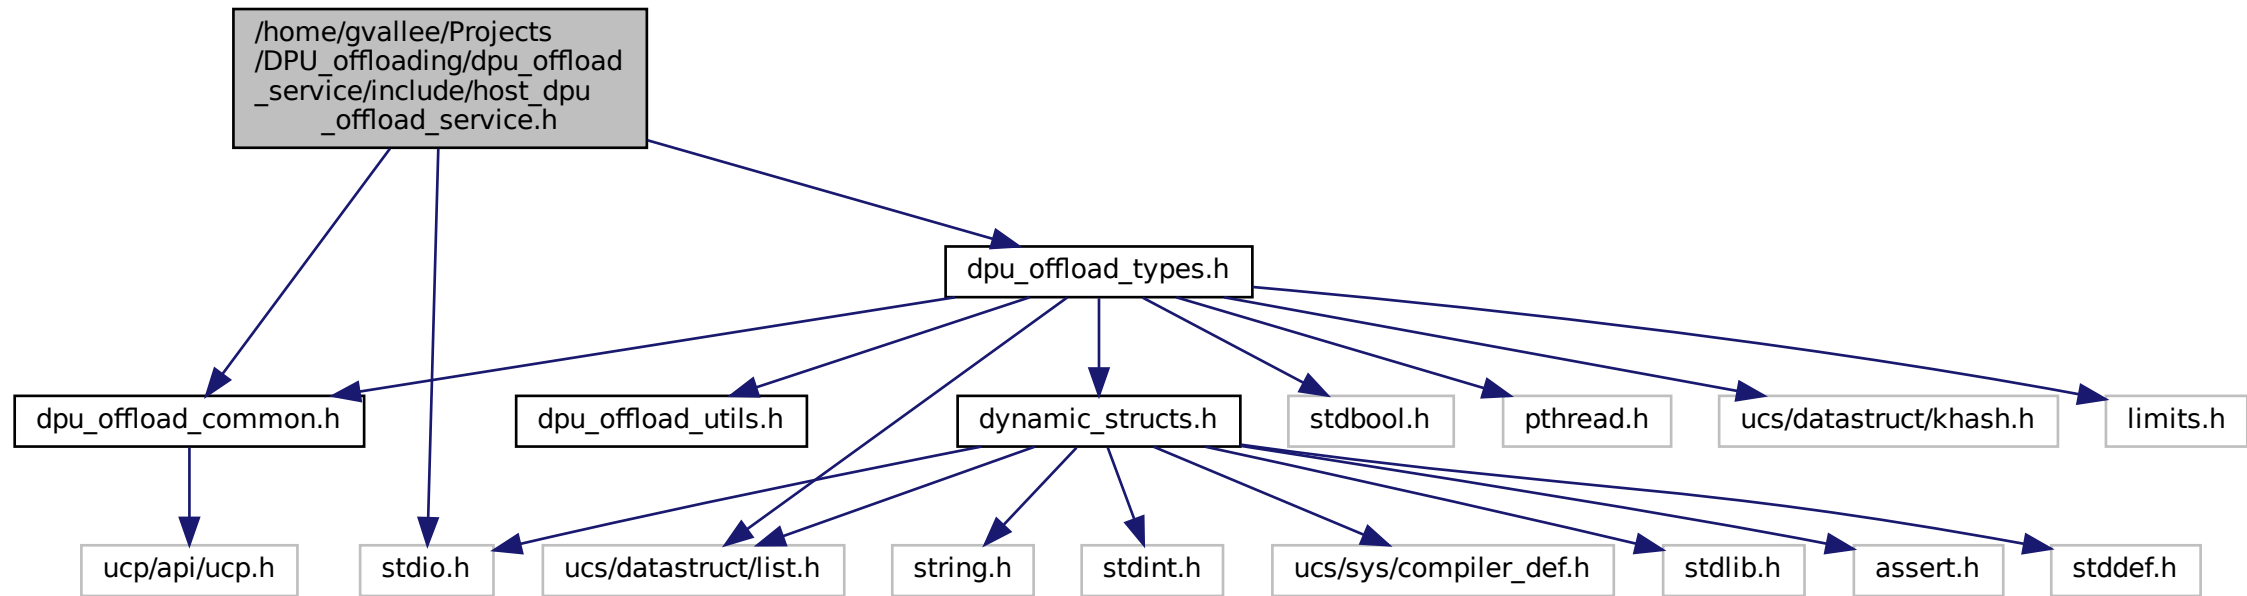 /home/gvallee/Projects
/DPU_offloading/dpu_offload
_service/include/host_dpu
_offload_service.h
dpu_offload_types.h
dpu_offload_common.h
dpu_offload_utils.h
dynamic_structs.h
stdbool.h
pthread.h
ucs/datastruct/khash.h
limits.h
ucp/api/ucp.h
stdio.h
ucs/datastruct/list.h
string.h
stdint.h
ucs/sys/compiler_def.h
stdlib.h
assert.h
stddef.h